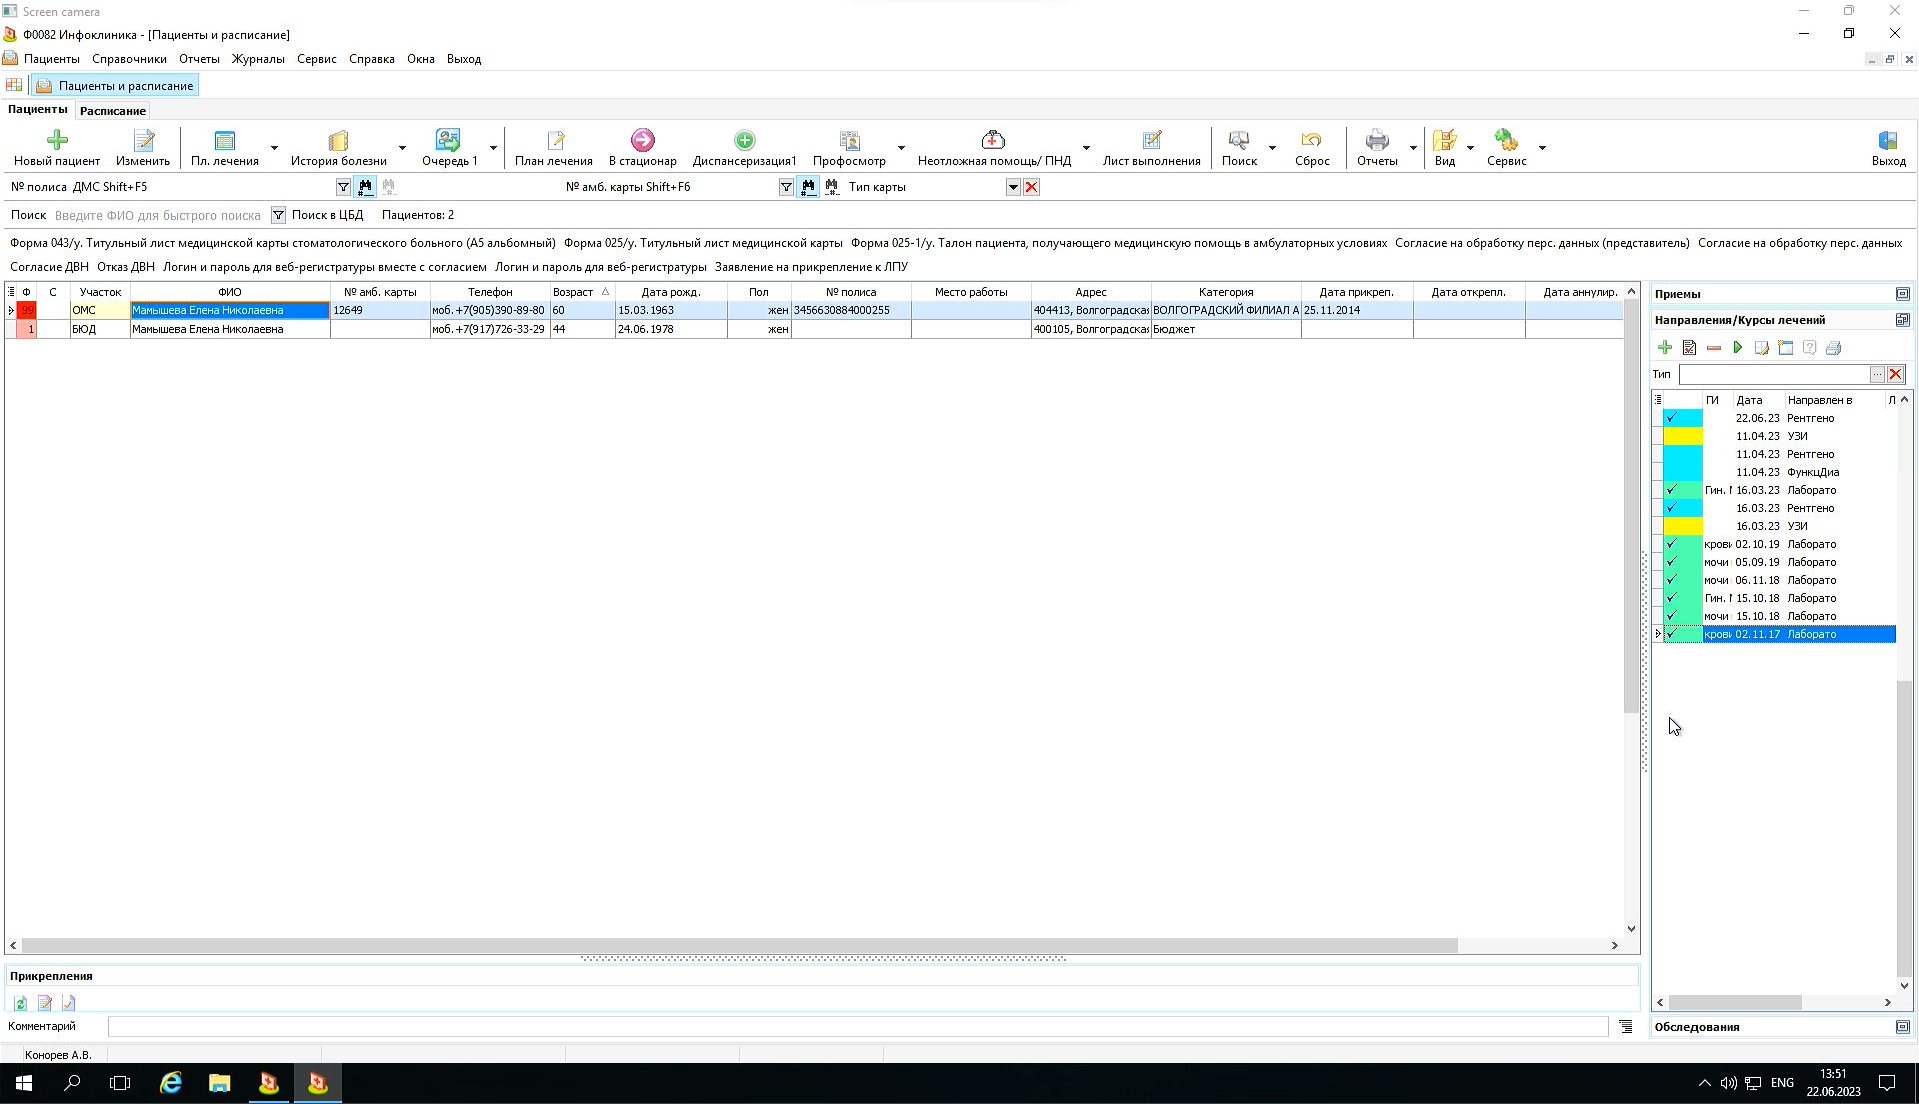 Screen camera
Ф0082 Инфоклиника - [Пациенты и расписание]
Пациенты Справочники Отчеты Журналы Сервис Справка Окна Выход
Пациенты и расписание
Пациенты Расписание
Новый пациент Изменить Пл. лечения История болезни Очередь 1 План лечения В стационар Диспансеризация1 Профосмотр Неотложная помощь/ ПНД Лист выполнения Поиск Сброс Отчеты Вид Сервис Выход
№ полиса ДМС Shift+F5 № амб. карты Shift+F6 Тип карты
Поиск Введите ФИО для быстрого поиска Поиск в ЦБД Пациентов: 2
Форма 043/у. Титульный лист медицинской карты стоматологического больного (А5 альбомный) Форма 025/у. Титульный лист медицинской карты Форма 025-1/у. Талон пациента, получающего медицинскую помощь в амбулаторных условиях Согласие на обработку перс. данных (представитель) Согласие на обработку перс. данных
Согласие ДВН Отказ ДВН Логин и пароль для веб-регистратуры вместе с согласием Логин и пароль для веб-регистратуры Заявление на прикрепление к ЛПУ
Ф С Участок ФИО № амб. карты Телефон Возраст Дата рожд. Пол № полиса Место работы Адрес Категория Дата прикреп. Дата откреп. Дата аннулир.
99 ОМС Мамышева Елена Николаевна 12649 моб. +7(905)390-89-80 60 15.03.1963 жен 3456630884000255 404413, Волгоградская ВОЛГОГРАДСКИЙ ФИЛИАЛ А 25.11.2014
1 БЮД Мамышева Елена Николаевна моб. +7(917)726-33-29 44 24.06.1978 жен 400105, Волгоградская Бюджет
Приемы
Направления/Курсы лечений
Тип
ГИ Дата Направлен в Л
22.06.23 Рентгено
11.04.23 УЗИ
11.04.23 Рентгено
11.04.23 ФункцДиа
Гин. 16.03.23 Лаборато
16.03.23 Рентгено
16.03.23 УЗИ
крови 02.10.19 Лаборато
мочи 05.09.19 Лаборато
мочи 06.11.18 Лаборато
Гин. 15.10.18 Лаборато
мочи 15.10.18 Лаборато
крови 02.11.17 Лаборато
Прикрепления
Комментарий
Обследования
Конорев А.В.
ENG
13:51
22.06.2023